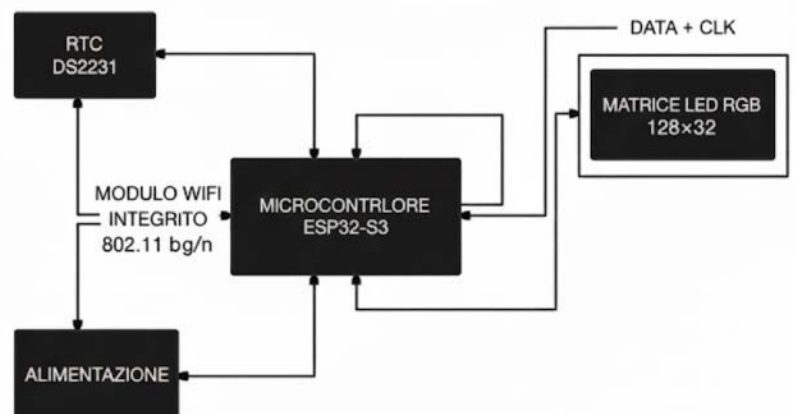 RTC
DS2231
DATA + CLK
MATRICE LED RGB
128×32
MODULO WIFI
INTEGRITO
802.11 bg/n
MICROCONTRLORE
ESP32-S3
ALIMENTAZIONE